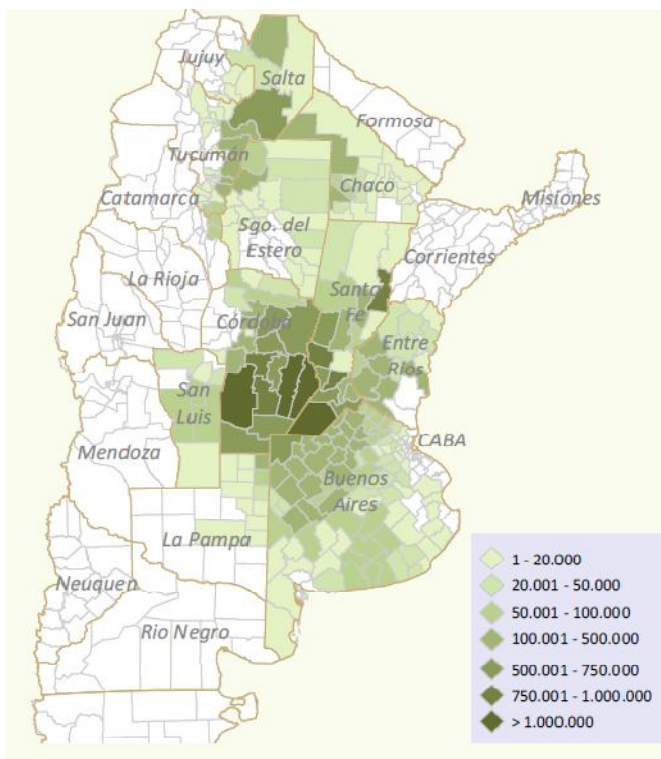 Jujuy
Salta
Formosa
Tucumán
Chaco
Catamarca
Misiones
Sgo. del
Estero
Corrientes
La Rioja
Santa
Fe
San Juan
Córdoba
Entre
Ríos
San
Luis
Mendoza
CABA
Buenos
Aires
La Pampa
Neuquen
Rio Negro
1 - 20.000
20.001 - 50.000
50.001 - 100.000
100.001 - 500.000
500.001 - 750.000
750.001 - 1.000.000
> 1.000.000